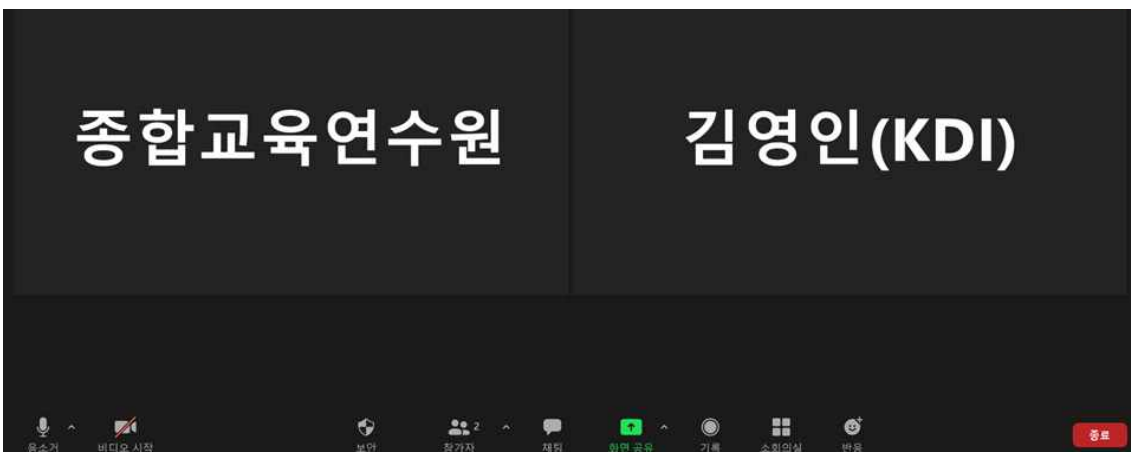 종합교육연수원
김영인(KDI)
음소거
비디오 시작
보안
참가자
2
채팅
화면 공유
기록
소회의실
반응
종료